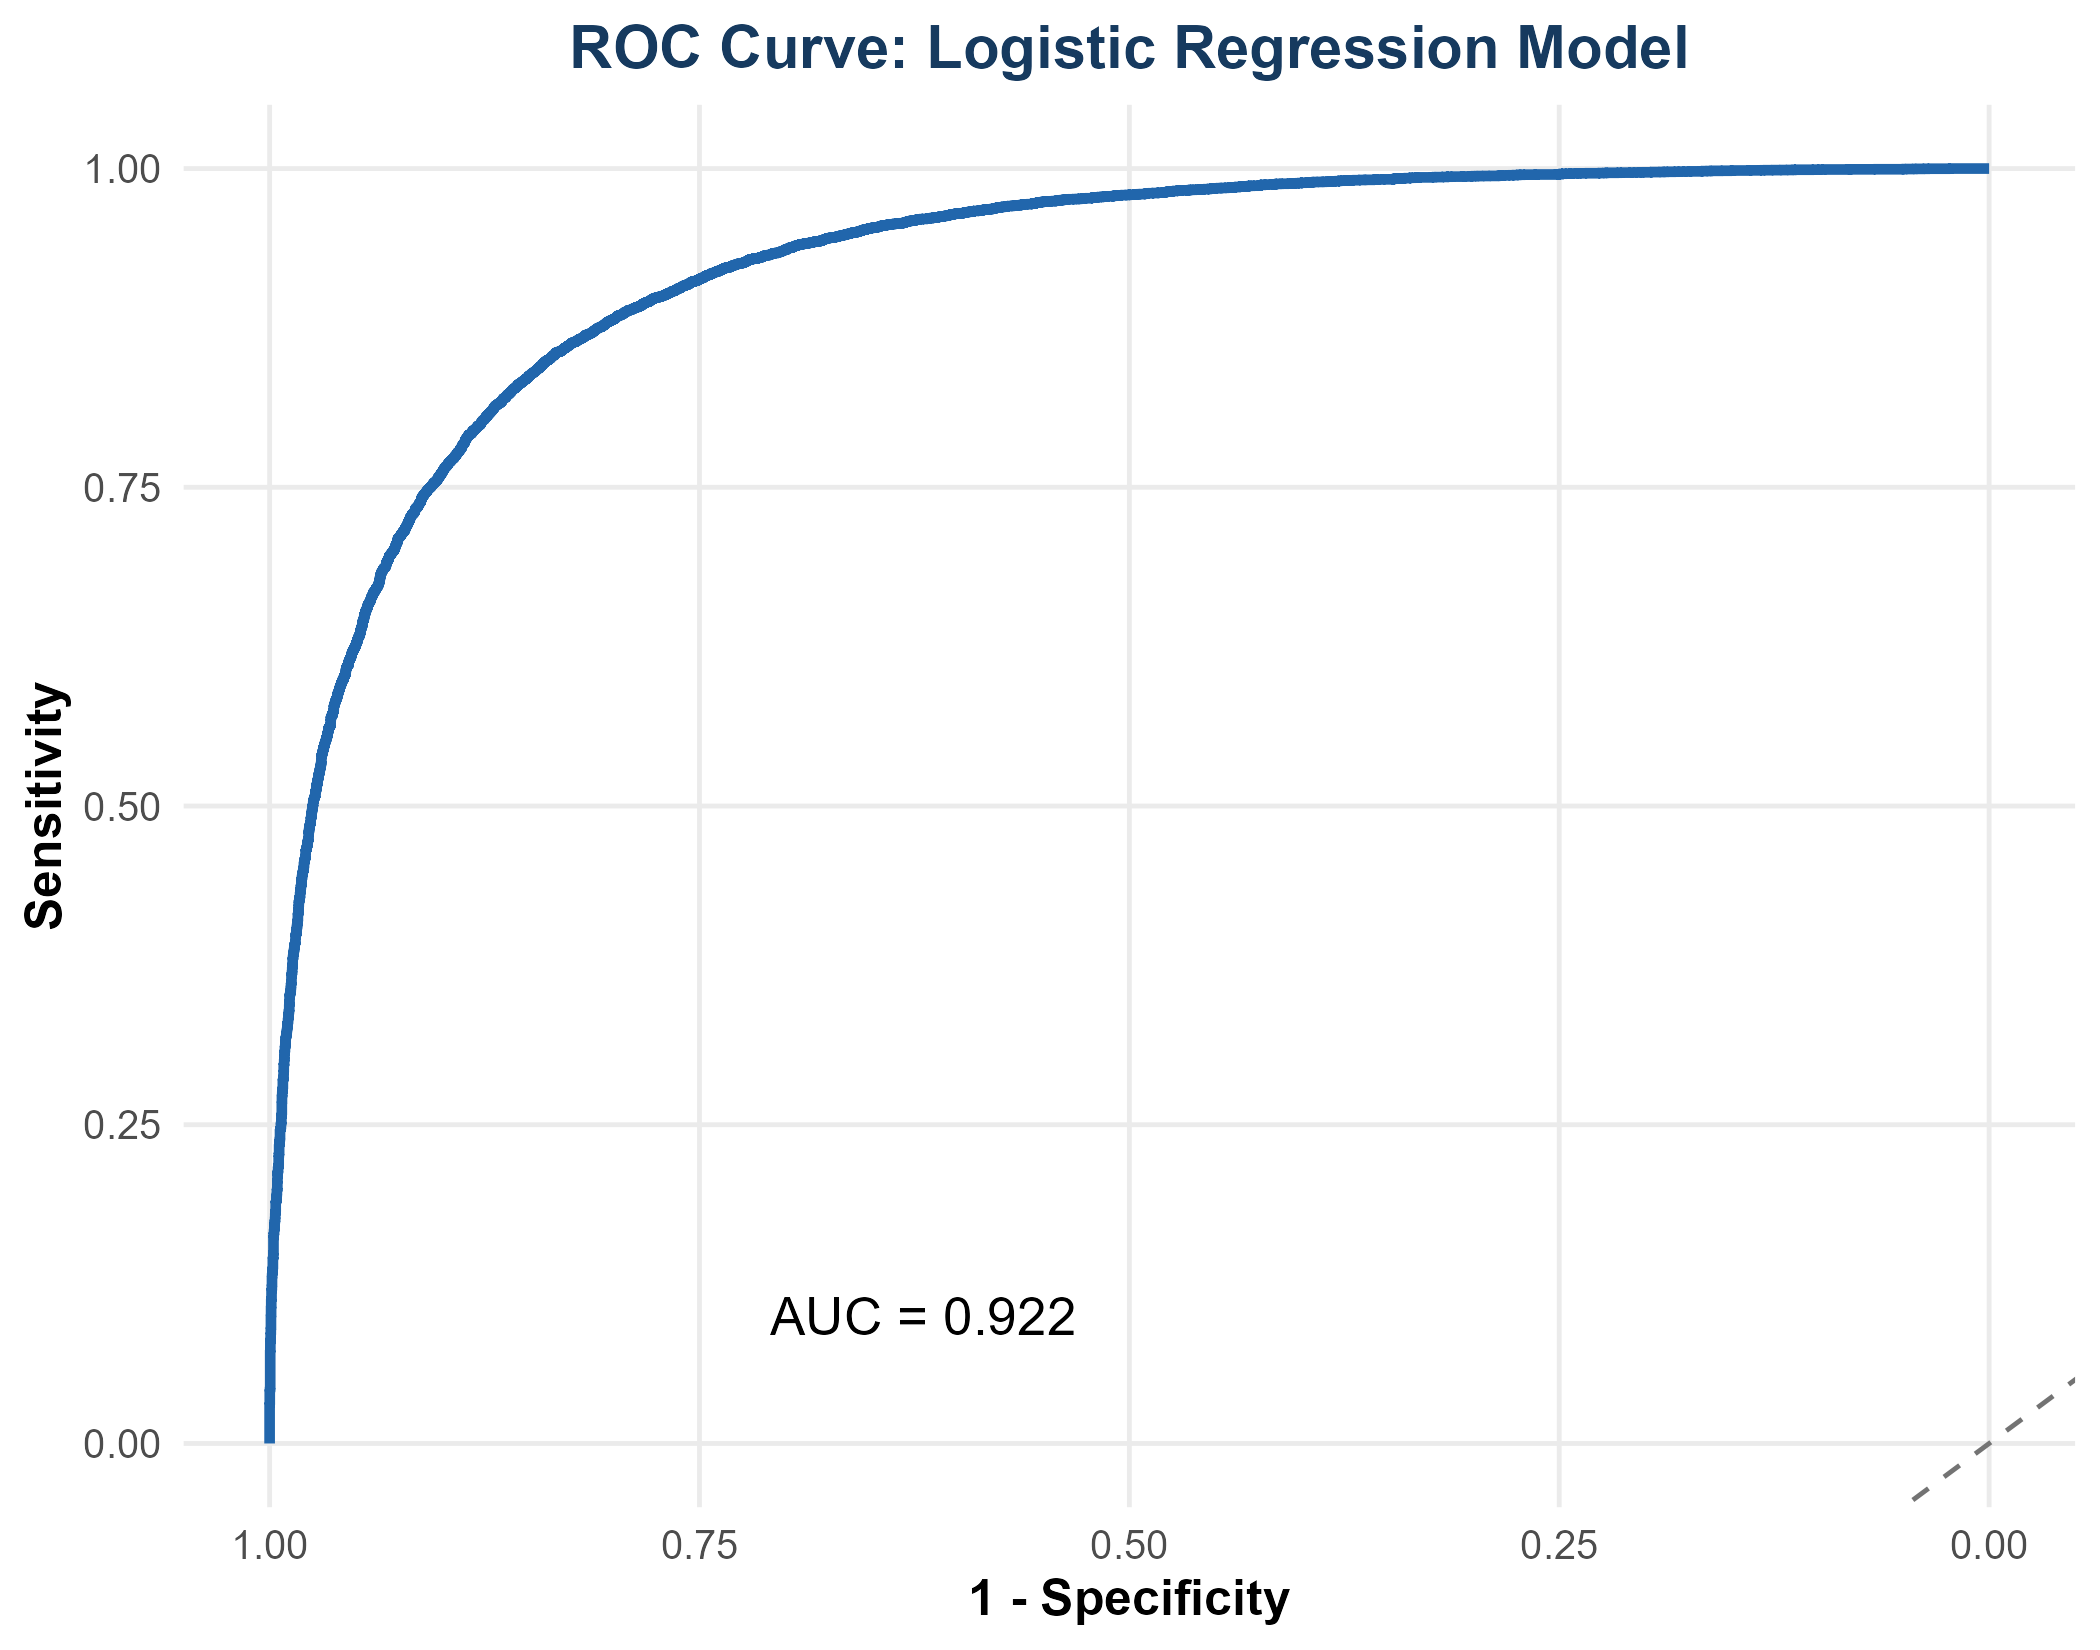 ROC Curve: Logistic Regression Model
1.00
0.75
0.50
0.25
0.00
Sensitivity
AUC = 0.922
1.00 0.75 0.50 0.25 0.00
1 - Specificity